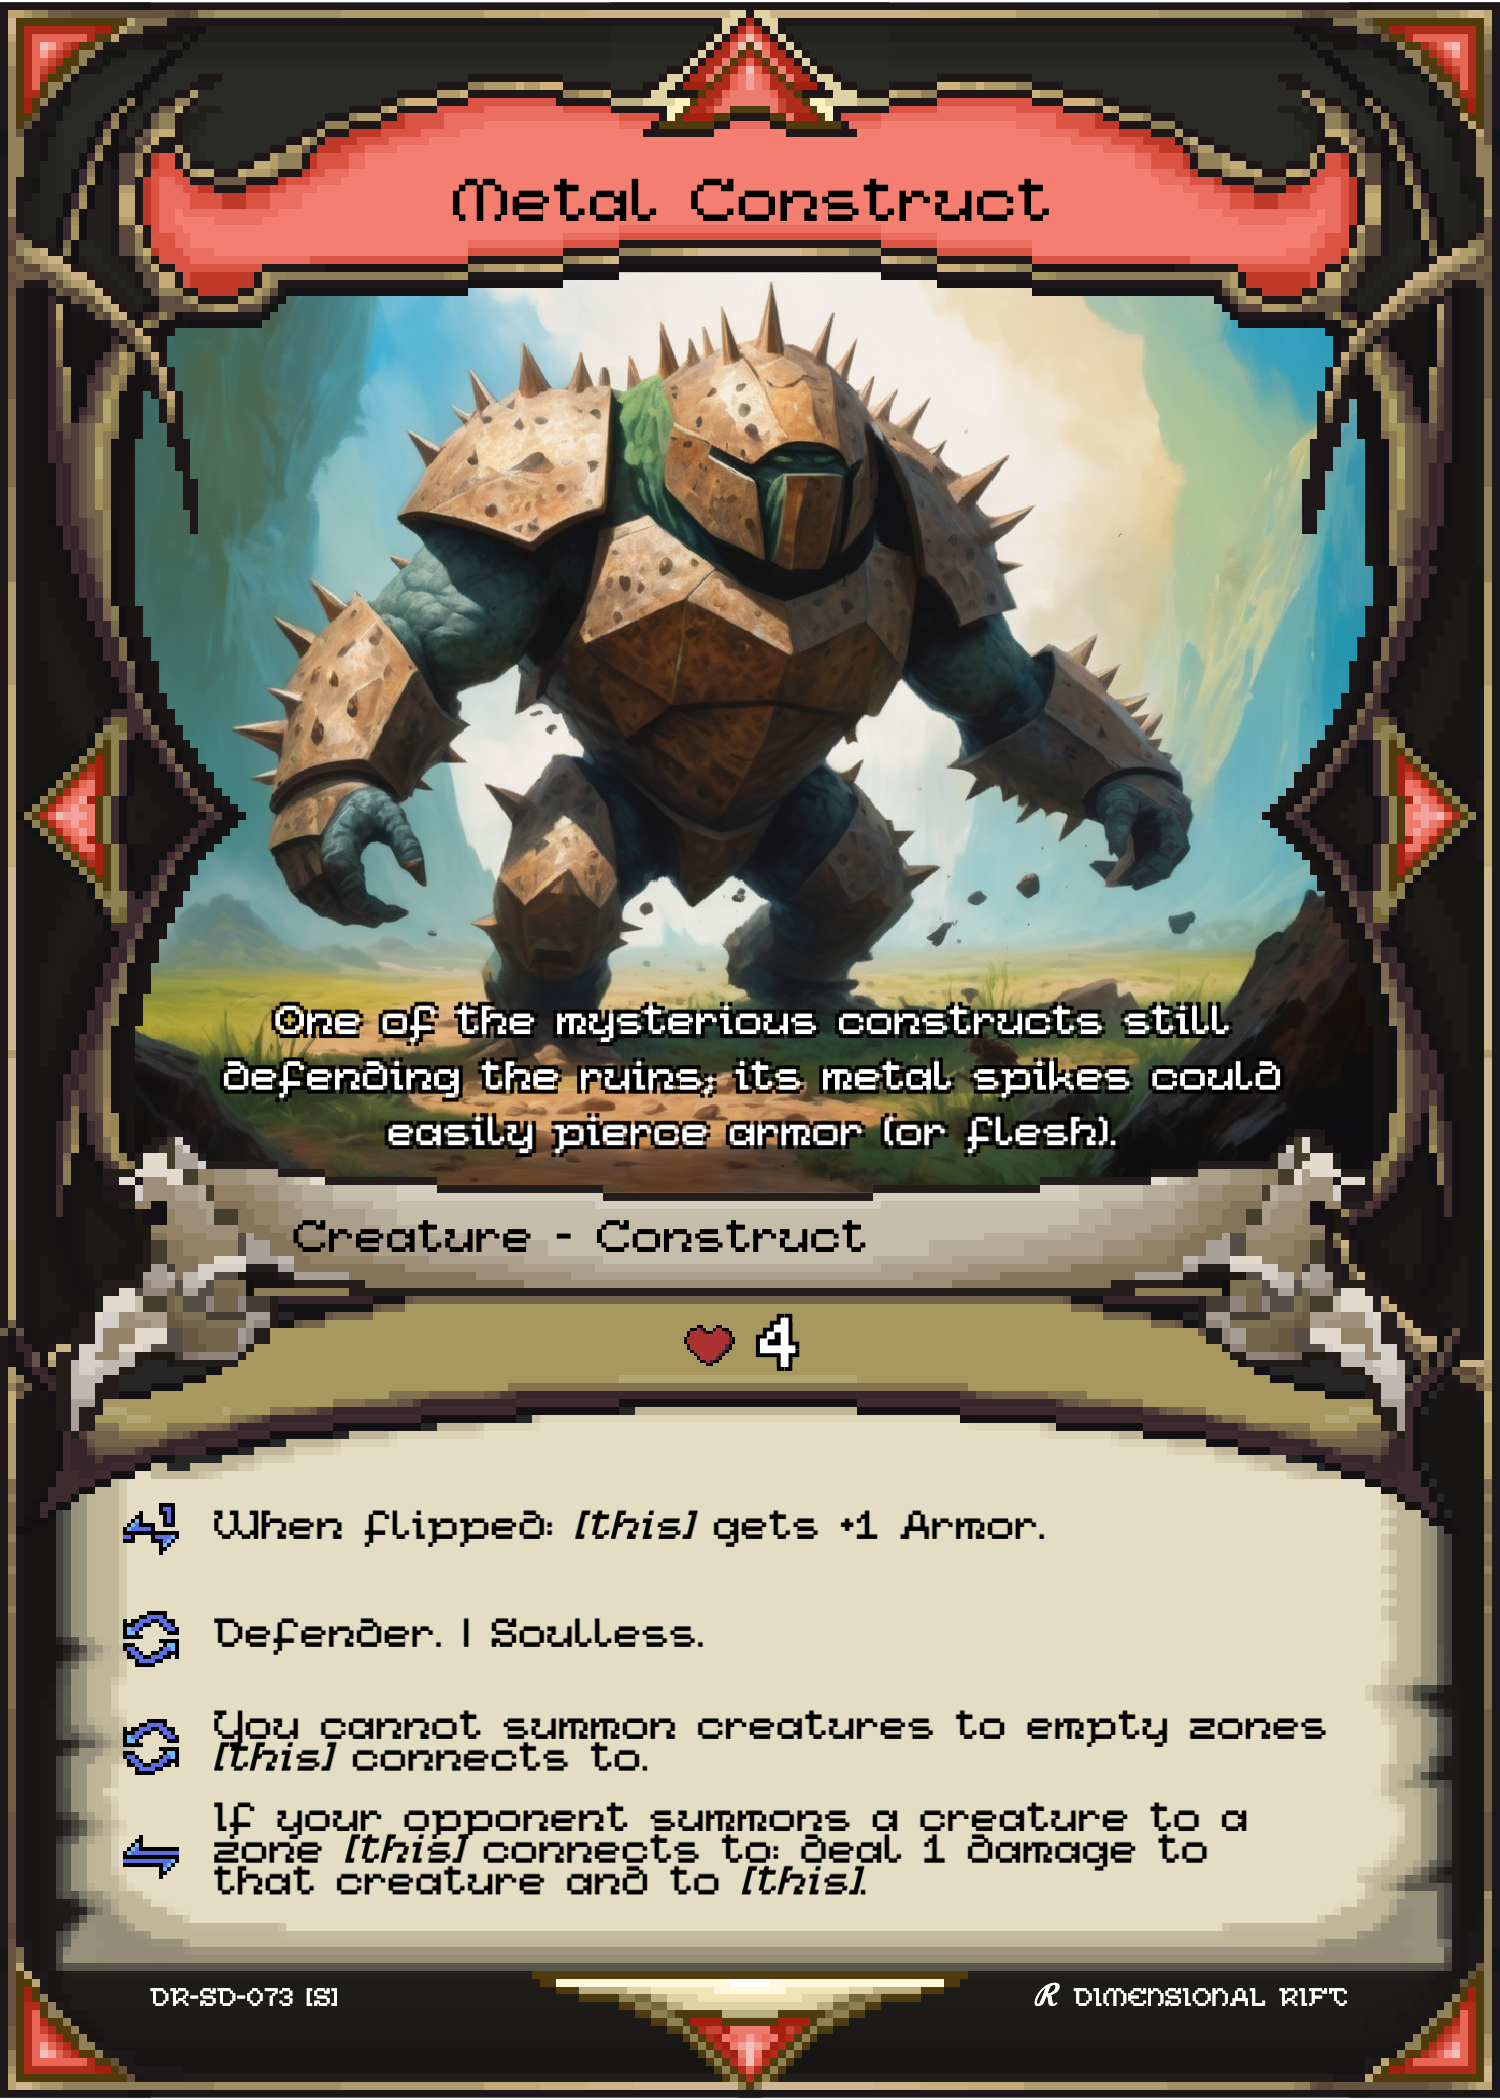 Metal Construct
One of the mysterious constructs still
defending the ruins; its metal spikes could
easily pierce armor (or flesh).
Creature - Construct
4
When flipped: [this] gets +1 Armor.
Defender. | Soulless.
You cannot summon creatures to empty zones
[this] connects to.
If your opponent summons a creature to a
zone [this] connects to: deal 1 damage to
that creature and to [this].
DR-SD-073 [S]
R DIMENSIONAL RIFT